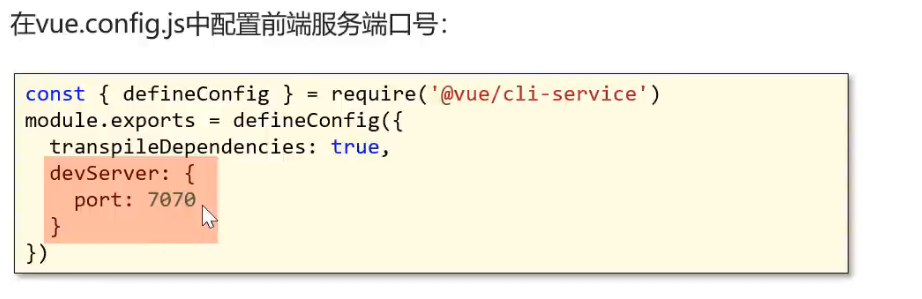 在vue.config.js中配置前端服务端口号：
const { defineConfig } = require('@vue/cli-service')
module.exports = defineConfig({
  transpileDependencies: true,
  devServer: {
    port: 7070
  }
})